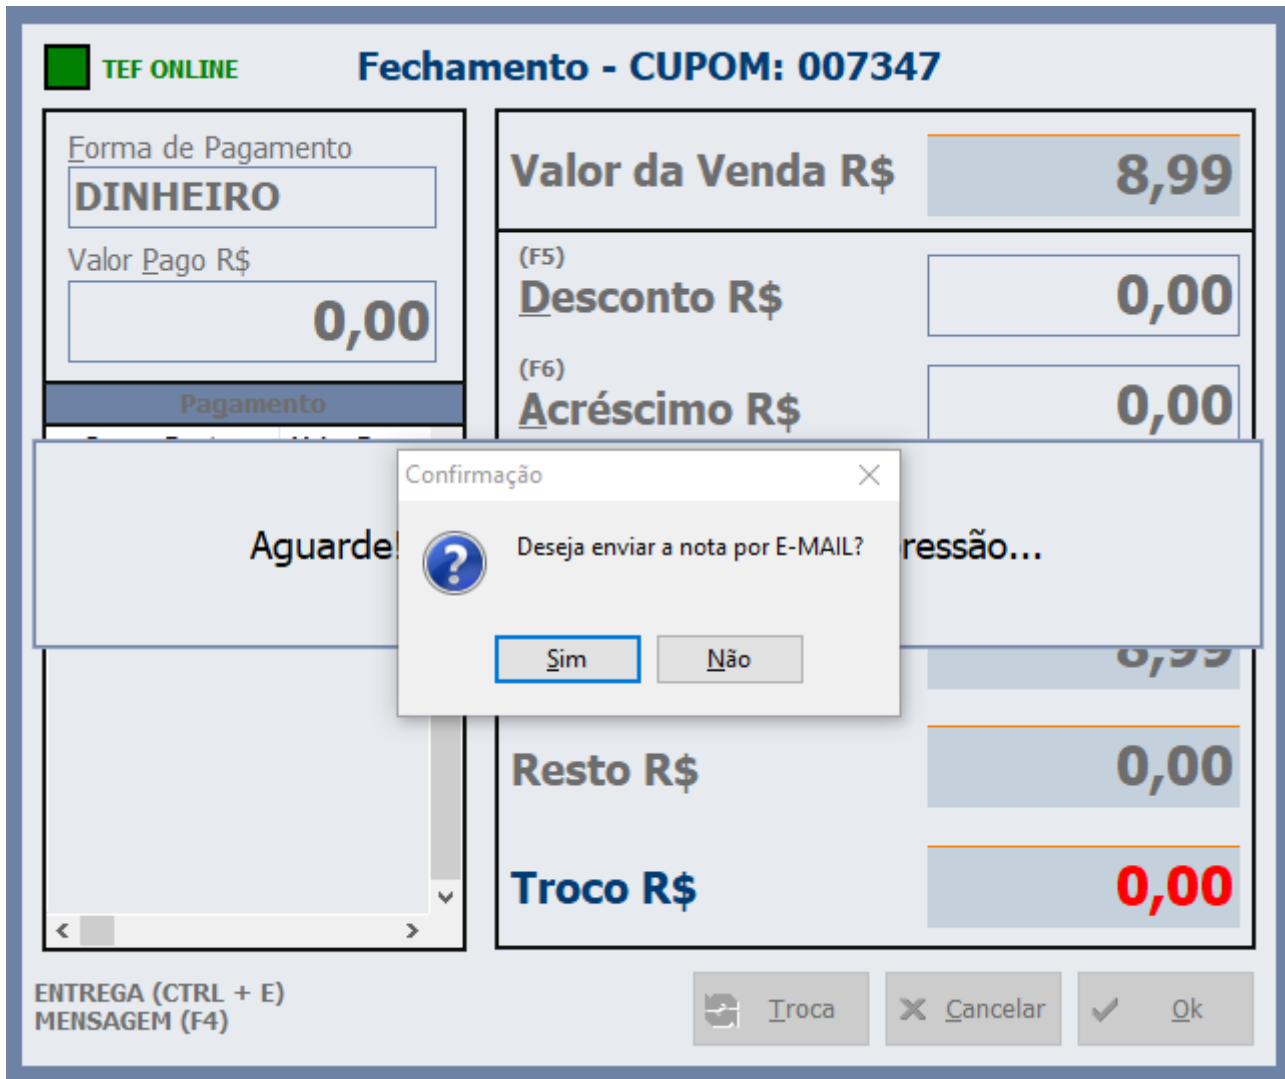 TEF ONLINE
Fechamento - CUPOM: 007347
Forma de Pagamento
DINHEIRO
Valor Pago R$
0,00
Pagamento
Valor da Venda R$ 8,99
(F5)
Desconto R$ 0,00
(F6)
Acréscimo R$ 0,00
Confirmação
Aguarde!
Deseja enviar a nota por E-MAIL?
ressão...
Sim Não
8,99
Resto R$ 0,00
Troco R$ 0,00
ENTREGA (CTRL + E)
MENSAGEM (F4)
Troca Cancelar Ok